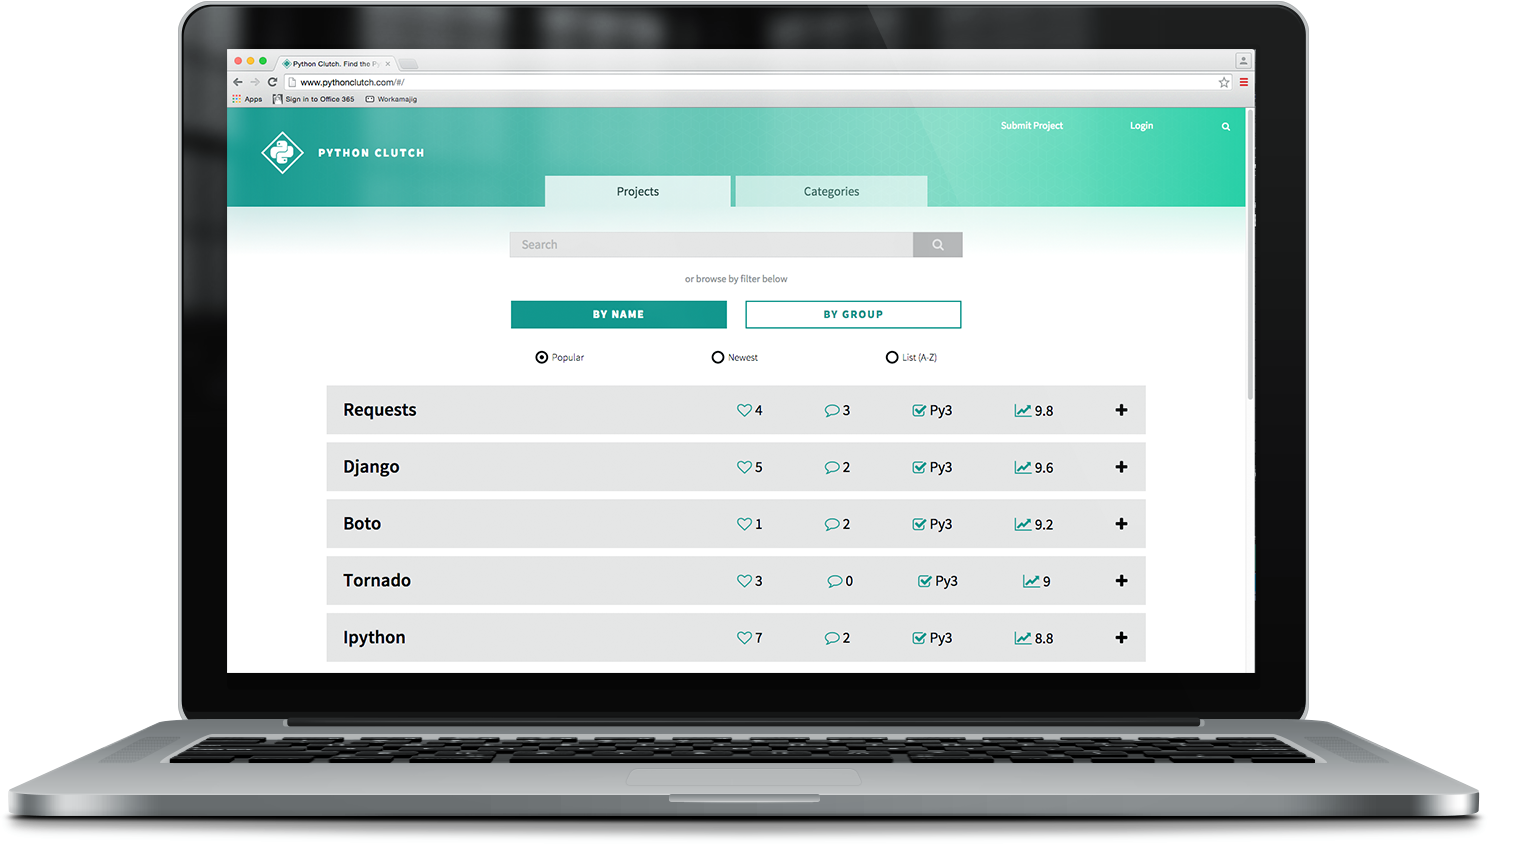 Python Clutch. Find the Py
www.pythonclutch.com/#/
Apps Sign in to Office 365 Workamajig
Submit Project Login
PYTHON CLUTCH
Projects Categories
Search
or browse by filter below
BY NAME BY GROUP
Popular Newest List (A-Z)
Requests 4 3 Py3 9.8
Django 5 2 Py3 9.6
Boto 1 2 Py3 9.2
Tornado 3 0 Py3 9
Ipython 7 2 Py3 8.8